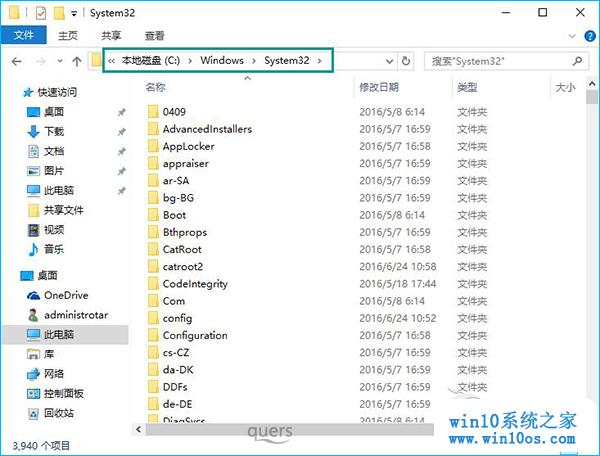 System32
文件 主页 共享 查看
« 本地磁盘 (C:) › Windows › System32 ›
搜索"System32"
名称 修改日期 类型
快速访问
桌面
下载
文档
图片
此电脑
共享文件
视频
音乐
桌面
OneDrive
administrotar
此电脑
库
网络
控制面板
回收站
0409 2016/5/8 6:14 文件夹
AdvancedInstallers 2016/5/7 16:59 文件夹
AppLocker 2016/5/7 16:58 文件夹
appraiser 2016/5/7 16:59 文件夹
ar-SA 2016/5/7 16:59 文件夹
bg-BG 2016/5/7 16:59 文件夹
Boot 2016/5/8 6:14 文件夹
Bthprops 2016/5/7 16:59 文件夹
CatRoot 2016/5/7 16:58 文件夹
catroot2 2016/6/24 10:58 文件夹
CodeIntegrity 2016/5/18 17:44 文件夹
Com 2016/5/8 6:14 文件夹
config 2016/6/24 10:52 文件夹
Configuration 2016/5/7 16:58 文件夹
cs-CZ 2016/5/7 16:59 文件夹
da-DK 2016/5/7 16:59 文件夹
DDFs 2016/5/7 16:59 文件夹
de-DE 2016/5/7 16:59 文件夹
DiagSvcs 2016/5/8 6:14 文件夹
quers
3,940 个项目
win10系统之家
www.win10os.com